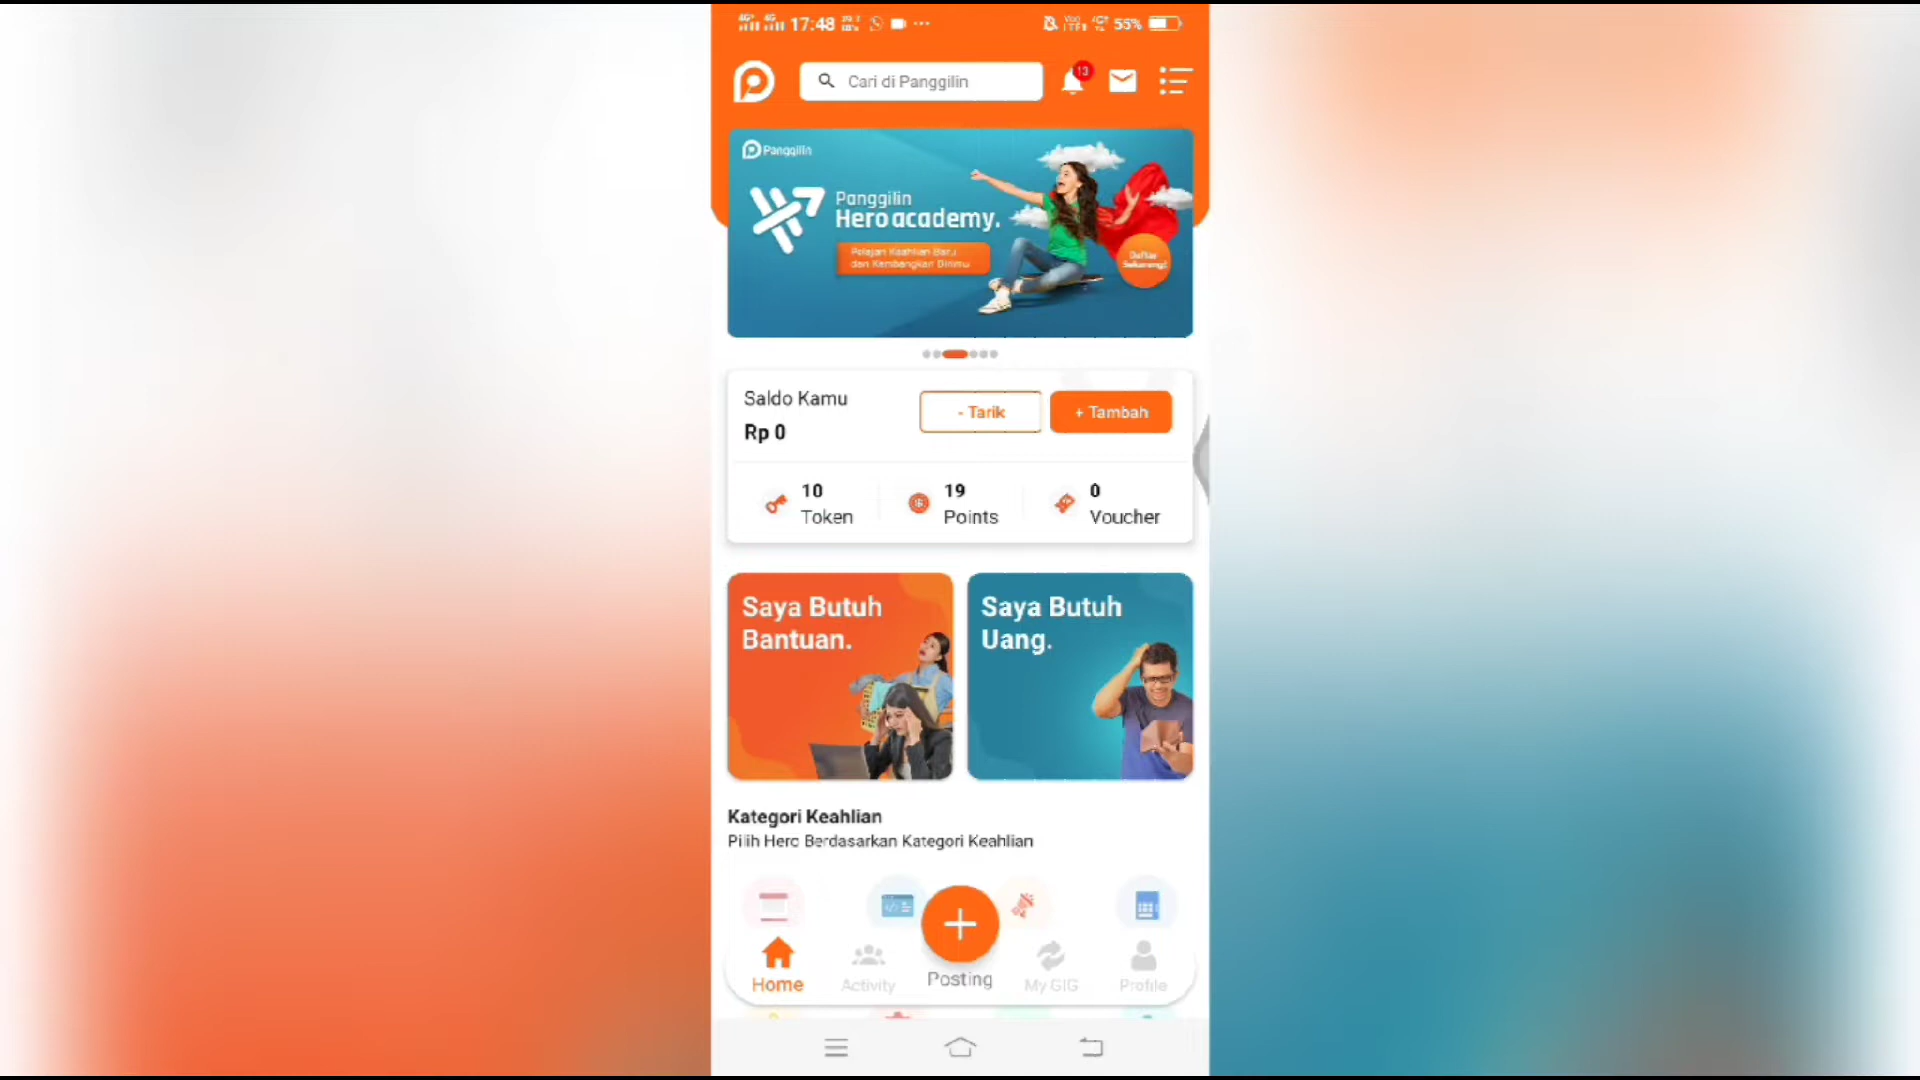 17:48
55%
Cari di Panggilin
13
Panggilin
Panggilin
Heroacademy.
Pelajari Keahlian Baru
dan Kembangkan Dirimu
Daftar
Sekarang!
Saldo Kamu
Rp 0
- Tarik
+ Tambah
10
Token
19
Points
0
Voucher
Saya Butuh
Bantuan.
Saya Butuh
Uang.
Kategori Keahlian
Pilih Hero Berdasarkan Kategori Keahlian
Home
Activity
Posting
My GIG
Profile